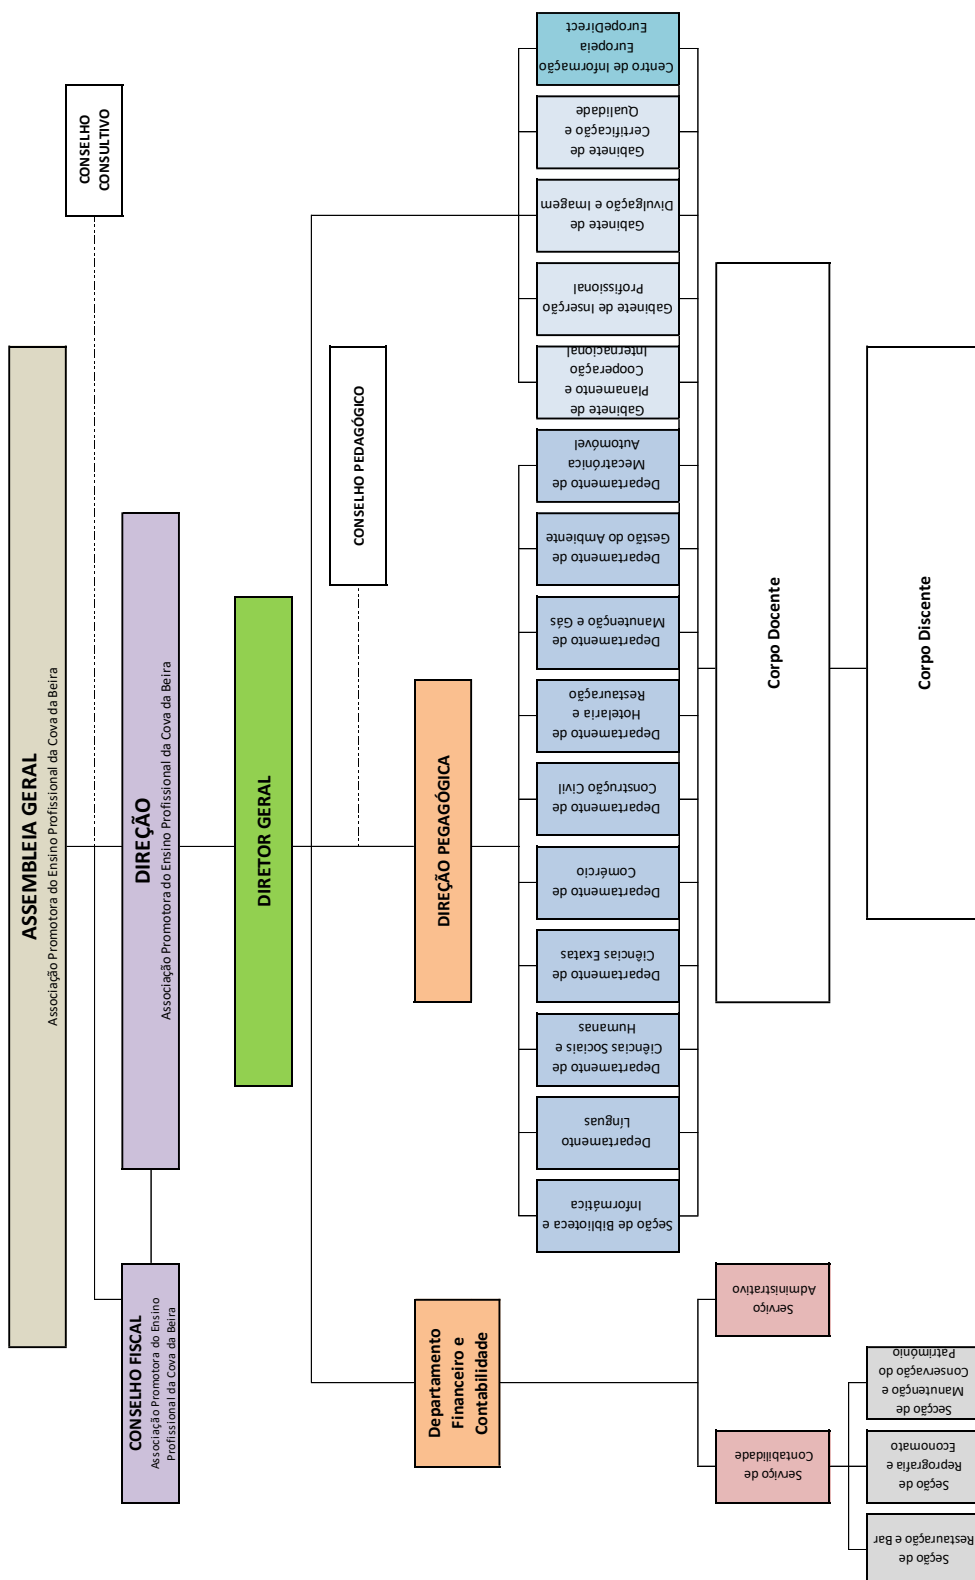 ASSEMBLEIA GERAL
Associação Promotora do Ensino Profissional da Cova da Beira
CONSELHO
CONSULTIVO
CONSELHO FISCAL
Associação Promotora do Ensino
Profissional da Cova da Beira
DIREÇÃO
Associação Promotora do Ensino Profissional da Cova da Beira
DIRETOR GERAL
CONSELHO PEDAGÓGICO
Departamento
Financeiro e
Contabilidade
DIREÇÃO PEGAGÓGICA
Seção de Biblioteca e
Informática
Departamento
Línguas
Departamento de
Ciências Sociais e
Humanas
Departamento de
Ciências Exatas
Departamento de
Comércio
Departamento de
Construção Civil
Departamento de
Hotelaria e
Restauração
Departamento de
Manutenção e Gás
Departamento de
Gestão do Ambiente
Departamento de
Mecatrónica
Automóvel
Gabinete de
Planamento e
Cooperação
Internacional
Gabinete de Inserção
Profissional
Gabinete de
Divulgação e Imagem
Gabinete de
Certificação e
Qualidade
Centro de Informação
Europeia
EuropeDirect
Serviço de
Contabilidade
Serviço
Administrativo
Corpo Docente
Seção de
Restauração e Bar
Seção de
Reprografia e
Economato
Secção de
Manutenção e
Conservação do
Património
Corpo Discente